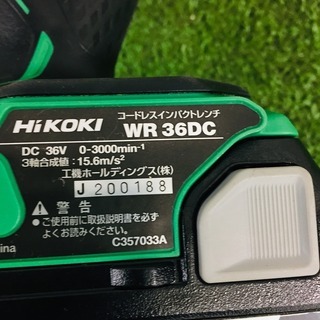 HiKOKI
コードレスインパクトレンチ
WR 36DC
DC 36V 0-3000min⁻¹
3軸合成値：15.6m/s²
工機ホールディングス(株)
J 200188
⚠ 警告
●ご使用前に取扱説明書を必ず
よくお読みください。
C357033A
ina